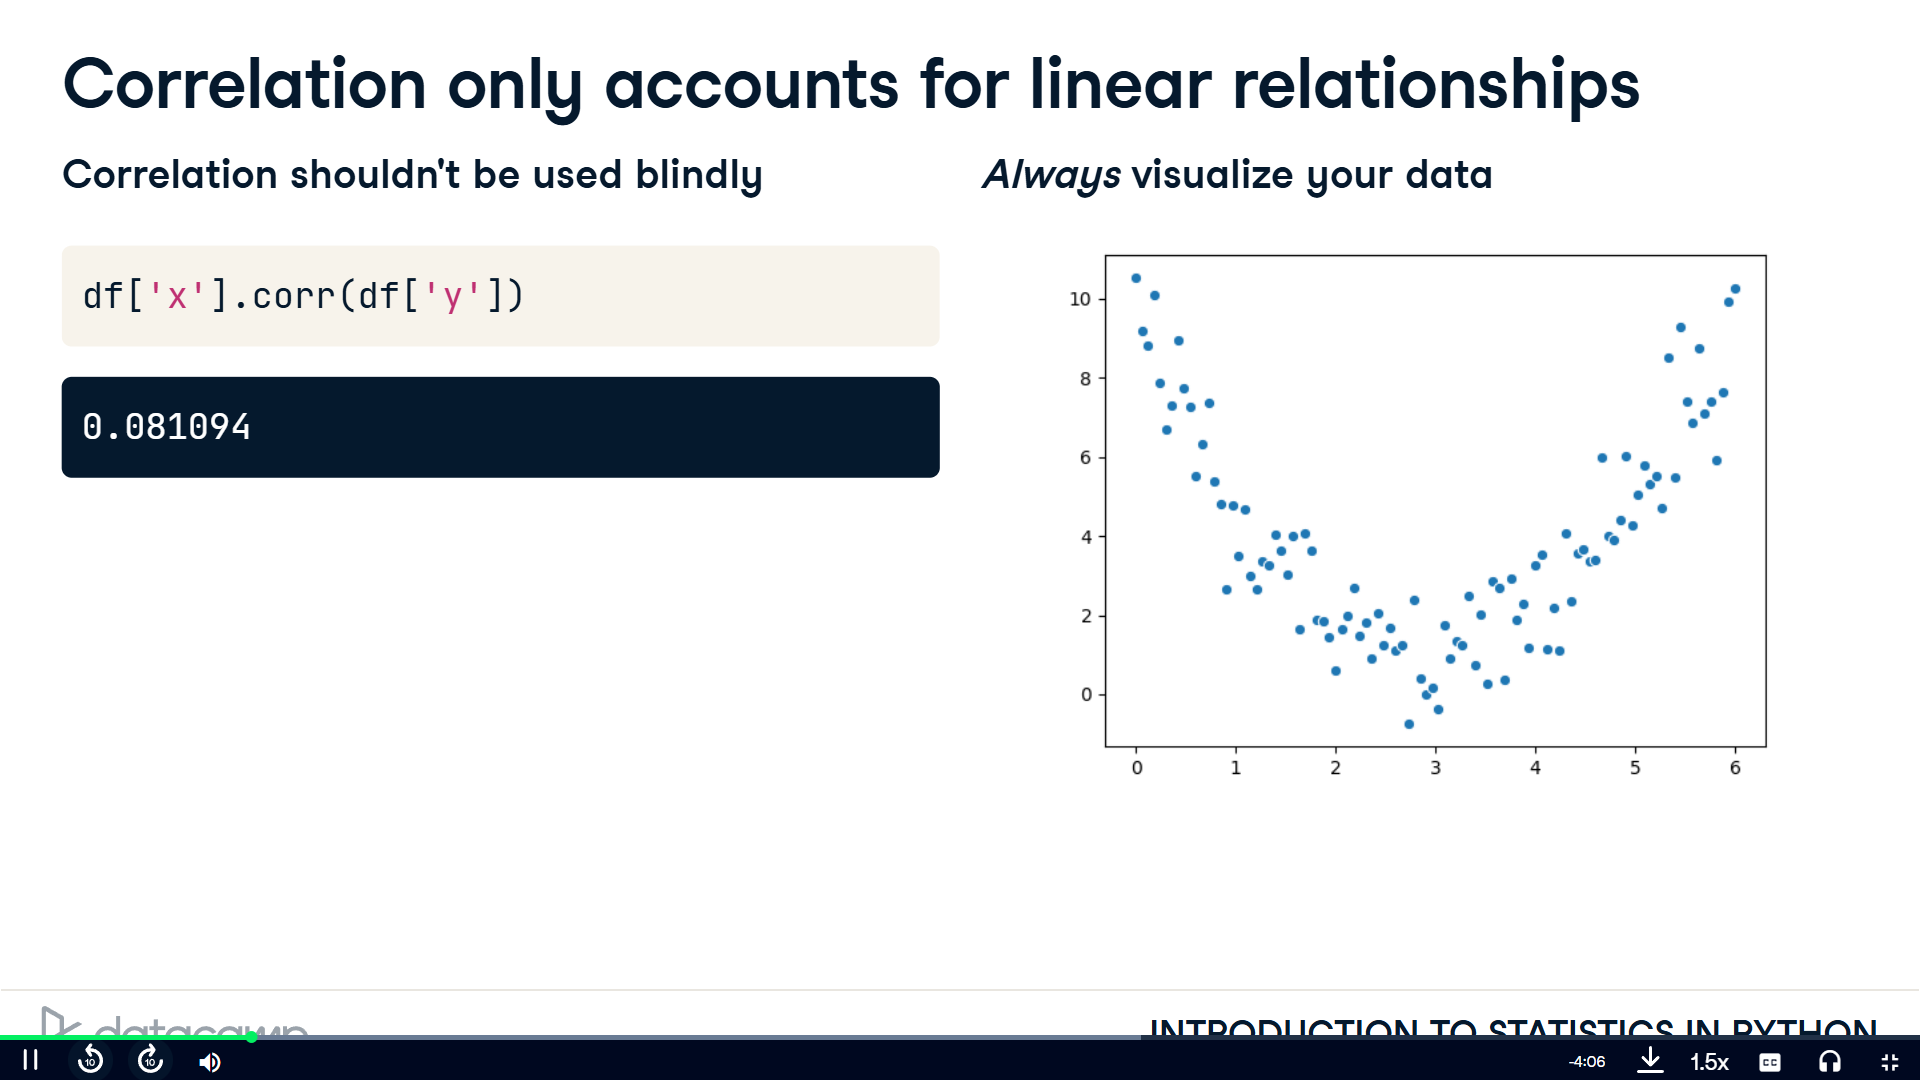 Correlation only accounts for linear relationships
Correlation shouldn't be used blindly
df['x'].corr(df['y'])
0.081094
Always visualize your data
10
8
6
4
2
0
0 1 2 3 4 5 6
datacamp
INTRODUCTION TO STATISTICS IN PYTHON
10
10
-4:06
1.5x
CC